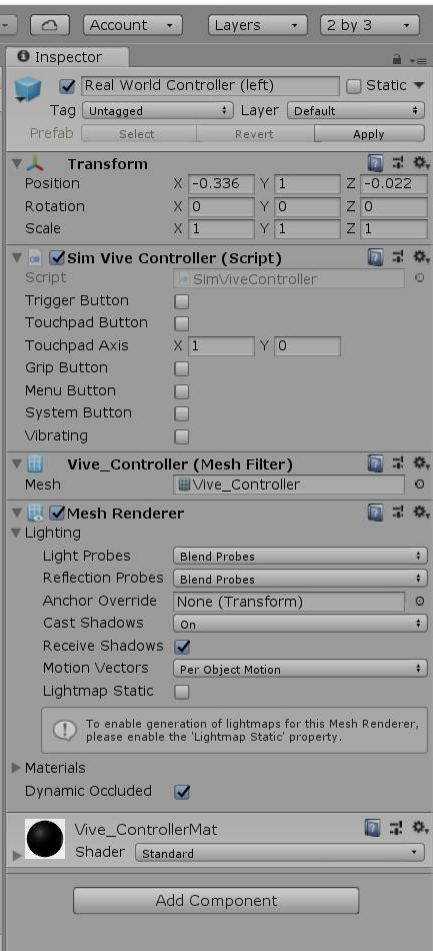 Account Layers 2 by 3
Inspector
Real World Controller (left) Static
Tag Untagged Layer Default
Prefab Select Revert Apply
Transform
Position X -0.336 Y 1 Z -0.022
Rotation X 0 Y 0 Z 0
Scale X 1 Y 1 Z 1
Sim Vive Controller (Script)
Script SimViveController
Trigger Button
Touchpad Button
Touchpad Axis X 1 Y 0
Grip Button
Menu Button
System Button
Vibrating
Vive_Controller (Mesh Filter)
Mesh Vive_Controller
Mesh Renderer
Lighting
Light Probes Blend Probes
Reflection Probes Blend Probes
Anchor Override None (Transform)
Cast Shadows On
Receive Shadows
Motion Vectors Per Object Motion
Lightmap Static
To enable generation of lightmaps for this Mesh Renderer,
please enable the 'Lightmap Static' property.
Materials
Dynamic Occluded
Vive_ControllerMat
Shader Standard
Add Component